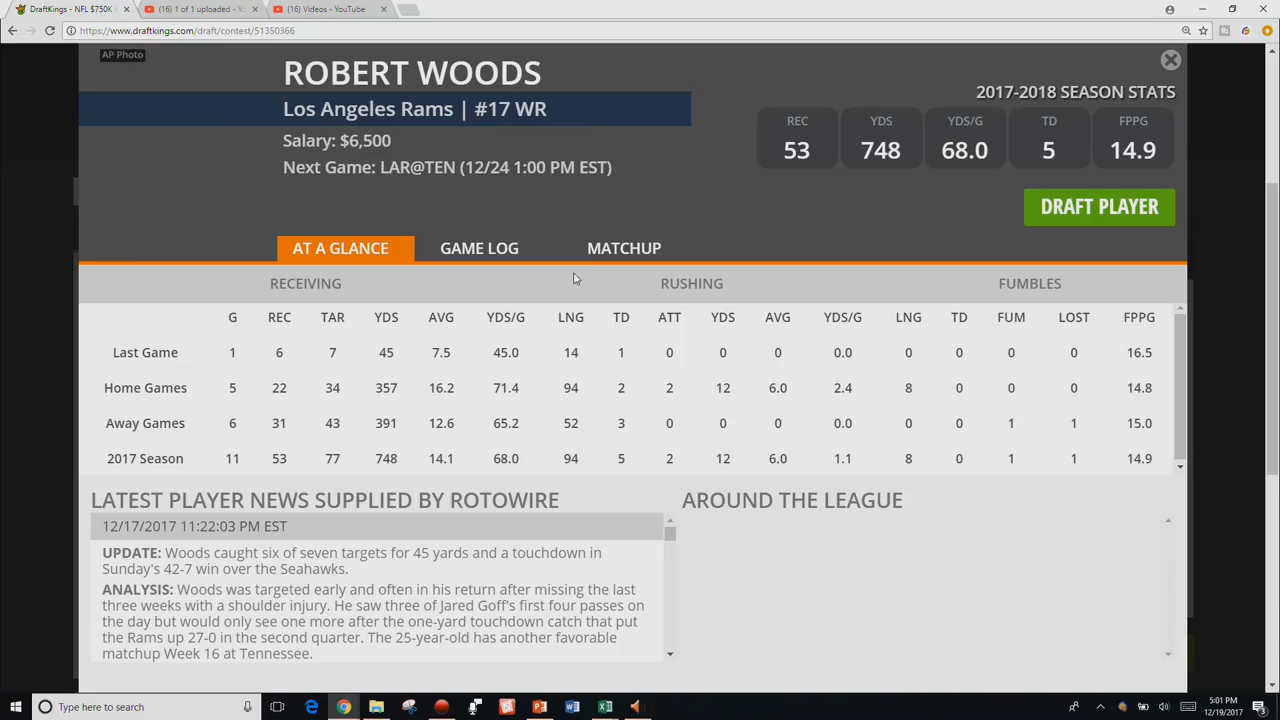 DraftKings - NFL $750K
(16) 1 of 1 uploaded - Yo
(16) Videos - YouTube
https://www.draftkings.com/draft/contest/51350366
AP Photo
ROBERT WOODS
Los Angeles Rams | #17 WR
Salary: $6,500
Next Game: LAR@TEN (12/24 1:00 PM EST)
2017-2018 SEASON STATS
REC YDS YDS/G TD FPPG
53 748 68.0 5 14.9
DRAFT PLAYER
AT A GLANCE GAME LOG MATCHUP
RECEIVING RUSHING FUMBLES
G REC TAR YDS AVG YDS/G LNG TD ATT YDS AVG YDS/G LNG TD FUM LOST FPPG
Last Game 1 6 7 45 7.5 45.0 14 1 0 0 0 0.0 0 0 0 0 16.5
Home Games 5 22 34 357 16.2 71.4 94 2 2 12 6.0 2.4 8 0 0 0 14.8
Away Games 6 31 43 391 12.6 65.2 52 3 0 0 0 0.0 0 0 1 1 15.0
2017 Season 11 53 77 748 14.1 68.0 94 5 2 12 6.0 1.1 8 0 1 1 14.9
LATEST PLAYER NEWS SUPPLIED BY ROTOWIRE
12/17/2017 11:22:03 PM EST
UPDATE: Woods caught six of seven targets for 45 yards and a touchdown in
Sunday's 42-7 win over the Seahawks.
ANALYSIS: Woods was targeted early and often in his return after missing the last
three weeks with a shoulder injury. He saw three of Jared Goff's first four passes on
the day but would only see one more after the one-yard touchdown catch that put
the Rams up 27-0 in the second quarter. The 25-year-old has another favorable
matchup Week 16 at Tennessee.
AROUND THE LEAGUE
Type here to search
5:01 PM
12/19/2017